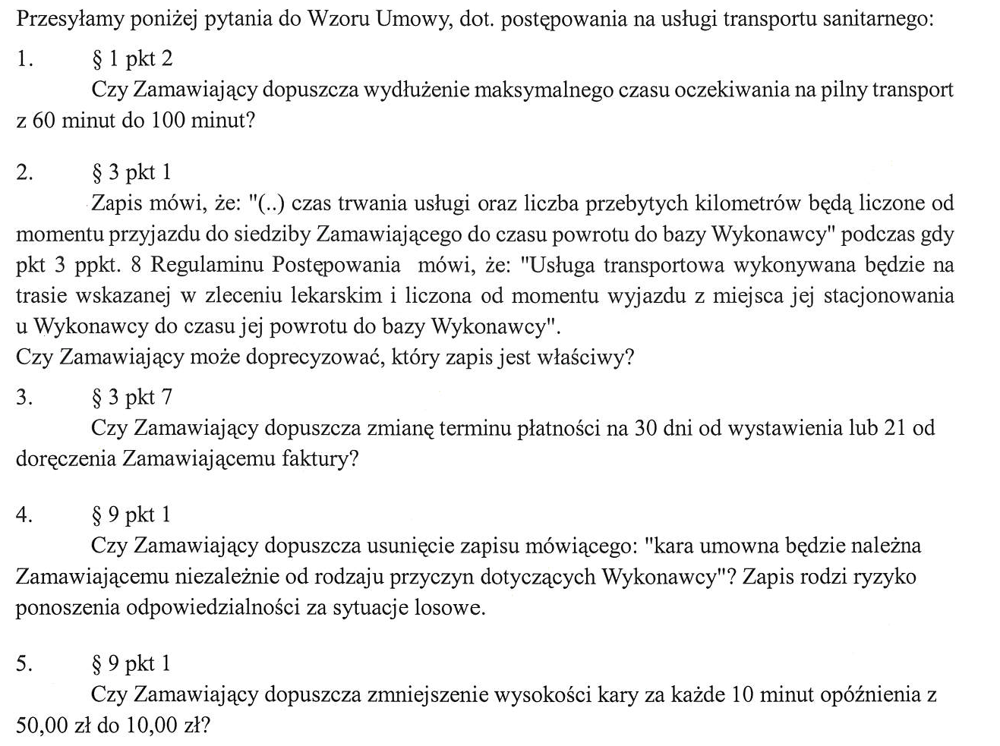 Przesyłamy poniżej pytania do Wzoru Umowy, dot. postępowania na usługi transportu sanitarnego:
1. § 1 pkt 2
Czy Zamawiający dopuszcza wydłużenie maksymalnego czasu oczekiwania na pilny transport
z 60 minut do 100 minut?
2. § 3 pkt 1
Zapis mówi, że: "(..) czas trwania usługi oraz liczba przebytych kilometrów będą liczone od
momentu przyjazdu do siedziby Zamawiającego do czasu powrotu do bazy Wykonawcy" podczas gdy
pkt 3 ppkt. 8 Regulaminu Postępowania mówi, że: "Usługa transportowa wykonywana będzie na
trasie wskazanej w zleceniu lekarskim i liczona od momentu wyjazdu z miejsca jej stacjonowania
u Wykonawcy do czasu jej powrotu do bazy Wykonawcy".
Czy Zamawiający może doprecyzować, który zapis jest właściwy?
3. § 3 pkt 7
Czy Zamawiający dopuszcza zmianę terminu płatności na 30 dni od wystawienia lub 21 od
doręczenia Zamawiającemu faktury?
4. § 9 pkt 1
Czy Zamawiający dopuszcza usunięcie zapisu mówiącego: "kara umowna będzie należna
Zamawiającemu niezależnie od rodzaju przyczyn dotyczących Wykonawcy"? Zapis rodzi ryzyko
ponoszenia odpowiedzialności za sytuacje losowe.
5. § 9 pkt 1
Czy Zamawiający dopuszcza zmniejszenie wysokości kary za każde 10 minut opóźnienia z
50,00 zł do 10,00 zł?